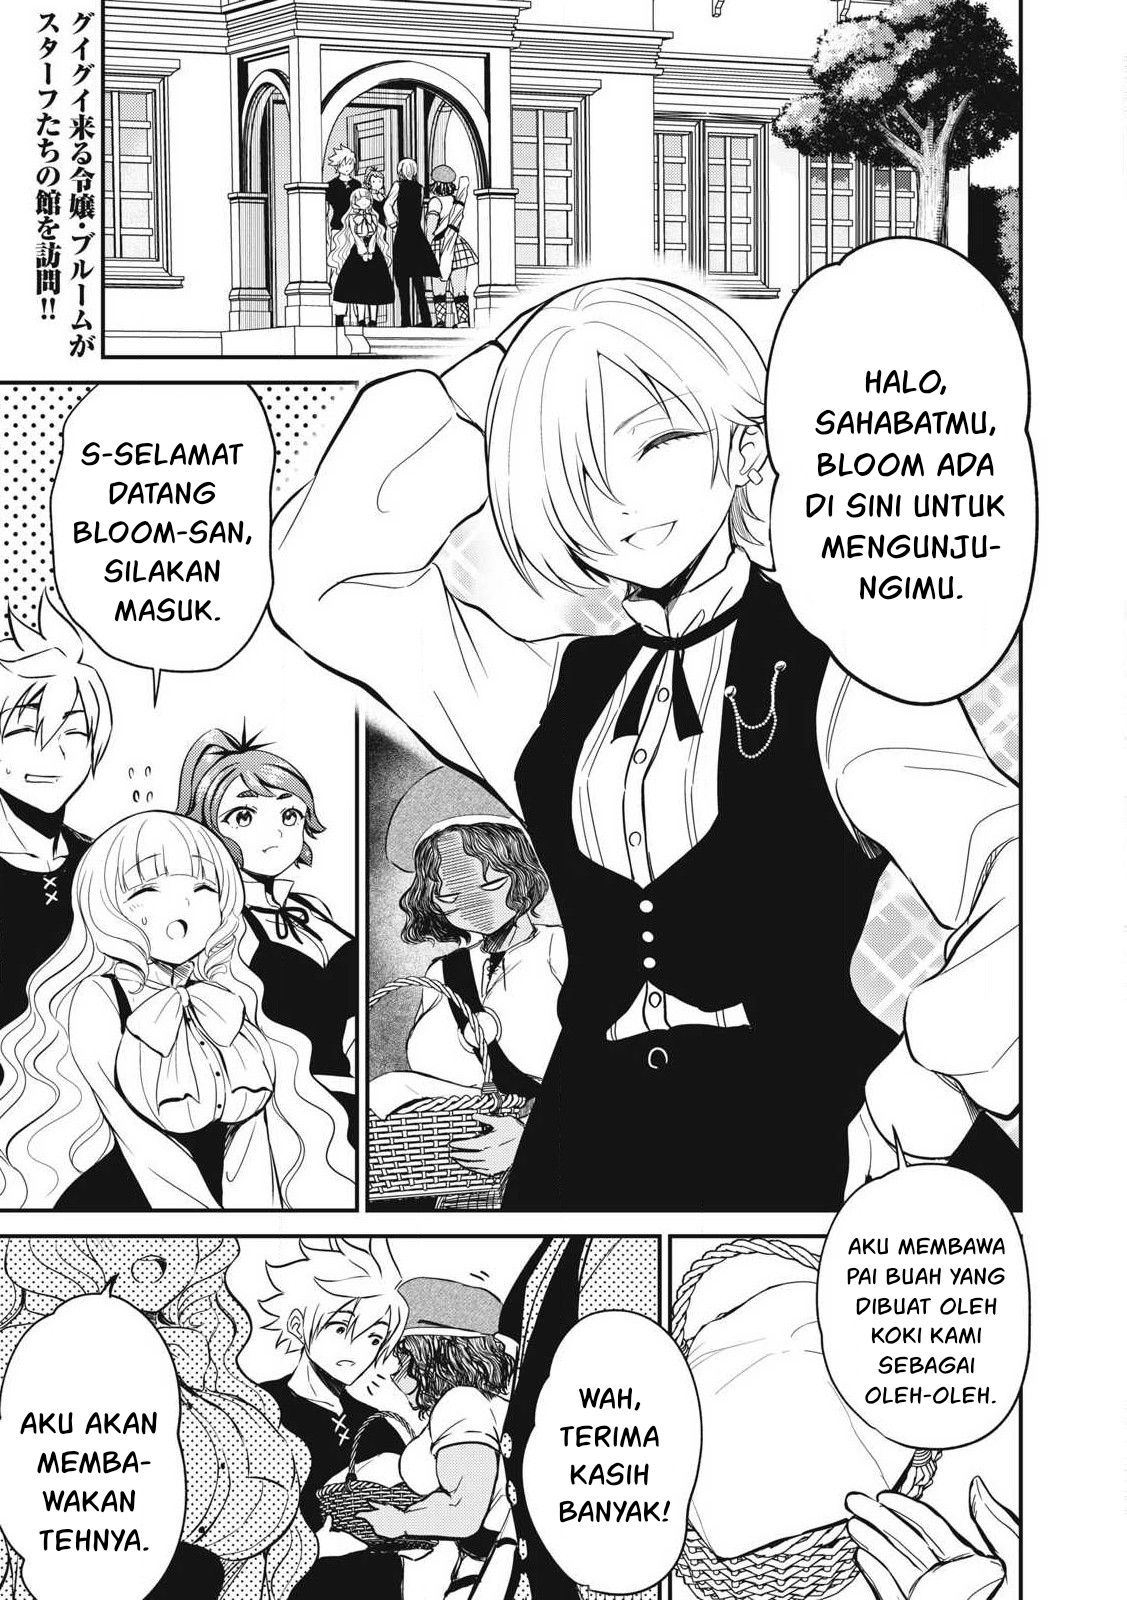 グイグイ来る令嬢・ブルームが
スターフたちの館を訪問!!
HALO,
SAHABATMU,
BLOOM ADA
DI SINI UNTUK
MENGUNJU-
NGIMU.
S-SELAMAT
DATANG
BLOOM-SAN,
SILAKAN
MASUK.
AKU MEMBAWA
PAI BUAH YANG
DIBUAT OLEH
KOKI KAMI
SEBAGAI
OLEH-OLEH.
WAH,
TERIMA
KASIH
BANYAK!
AKU AKAN
MEMBA-
WAKAN
TEHNYA.